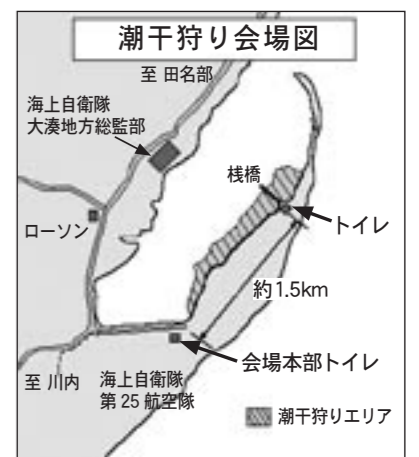 潮干狩り会場図
至 田名部
海上自衛隊
大湊地方総監部
桟橋
ローソン
トイレ
約1.5km
会場本部トイレ
至 川内
海上自衛隊
第25航空隊
潮干狩りエリア